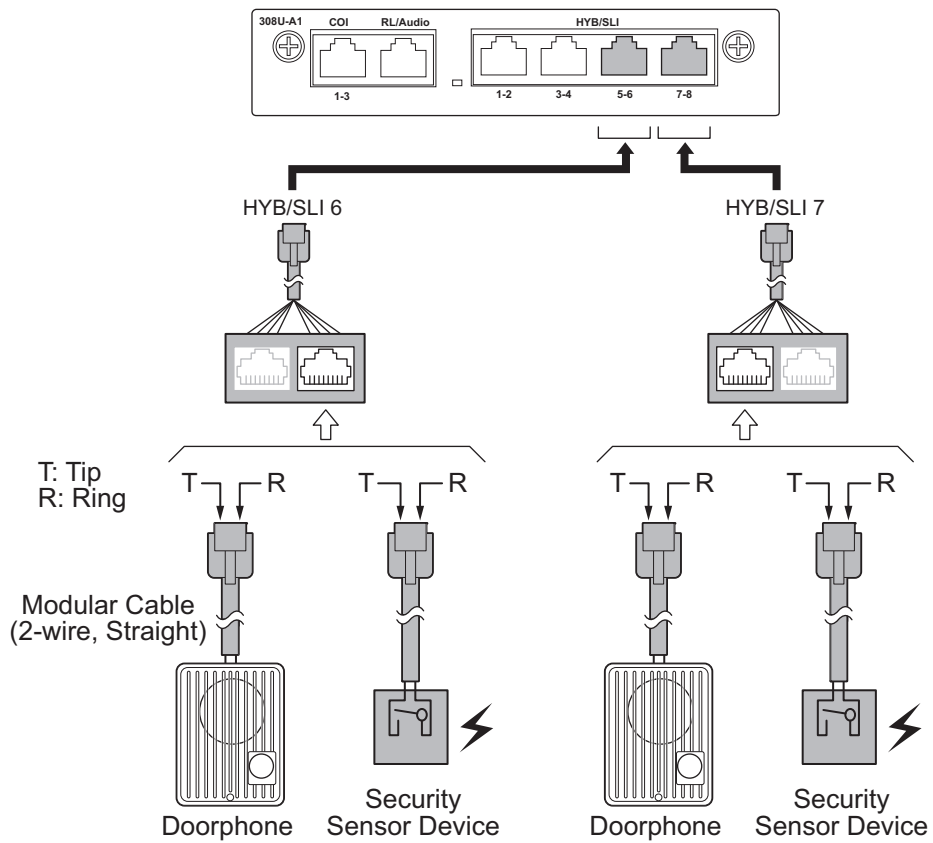 308U-A1 COI RL/Audio HYB/SLI
1-3 1-2 3-4 5-6 7-8
HYB/SLI 6 HYB/SLI 7
T: Tip
R: Ring
T R T R T R T R
Modular Cable
(2-wire, Straight)
Doorphone
Security
Sensor Device
Doorphone
Security
Sensor Device